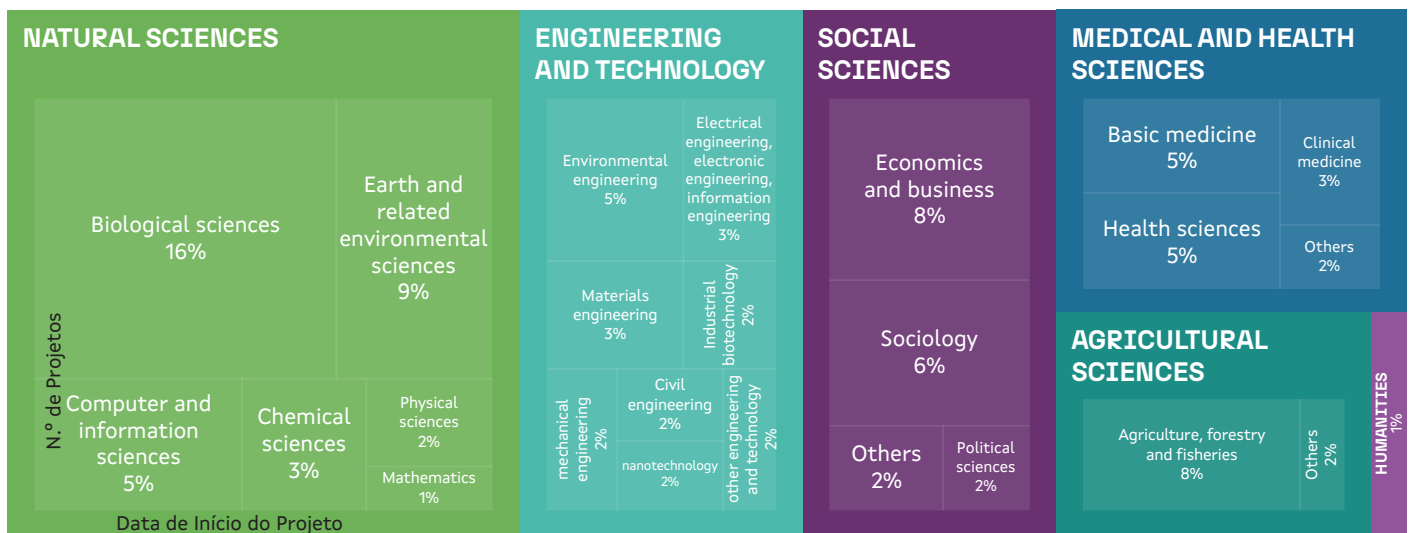 NATURAL SCIENCES
Biological sciences
16%
Earth and
related
environmental
sciences
9%
Computer and
information
sciences
5%
Chemical
sciences
3%
Physical
sciences
2%
Mathematics
1%
N.º de Projetos
Data de Início do Projeto
ENGINEERING
AND TECHNOLOGY
Environmental
engineering
5%
Electrical
engineering,
electronic
engineering,
information
engineering
3%
Materials
engineering
3%
Industrial
biotechnology
2%
mechanical
engineering
2%
Civil
engineering
2%
nanotechnology
2%
other engineering
and technology
2%
SOCIAL
SCIENCES
Economics
and business
8%
Sociology
6%
Others
2%
Political
sciences
2%
MEDICAL AND HEALTH
SCIENCES
Basic medicine
5%
Clinical
medicine
3%
Health sciences
5%
Others
2%
AGRICULTURAL
SCIENCES
Agriculture, forestry
and fisheries
8%
Others
2%
HUMANITIES
1%